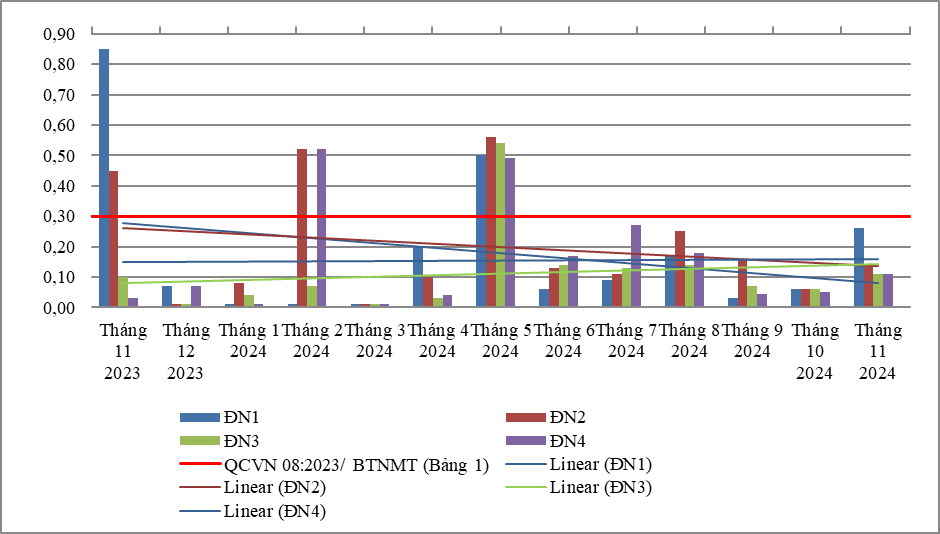 0,90
0,80
0,70
0,60
0,50
0,40
0,30
0,20
0,10
0,00
Tháng 11 2023
Tháng 12 2023
Tháng 1 2024
Tháng 2 2024
Tháng 3 2024
Tháng 4 2024
Tháng 5 2024
Tháng 6 2024
Tháng 7 2024
Tháng 8 2024
Tháng 9 2024
Tháng 10 2024
Tháng 11 2024
ĐN1
ĐN2
ĐN3
ĐN4
QCVN 08:2023/ BTNMT (Bảng 1)
Linear (ĐN1)
Linear (ĐN2)
Linear (ĐN3)
Linear (ĐN4)